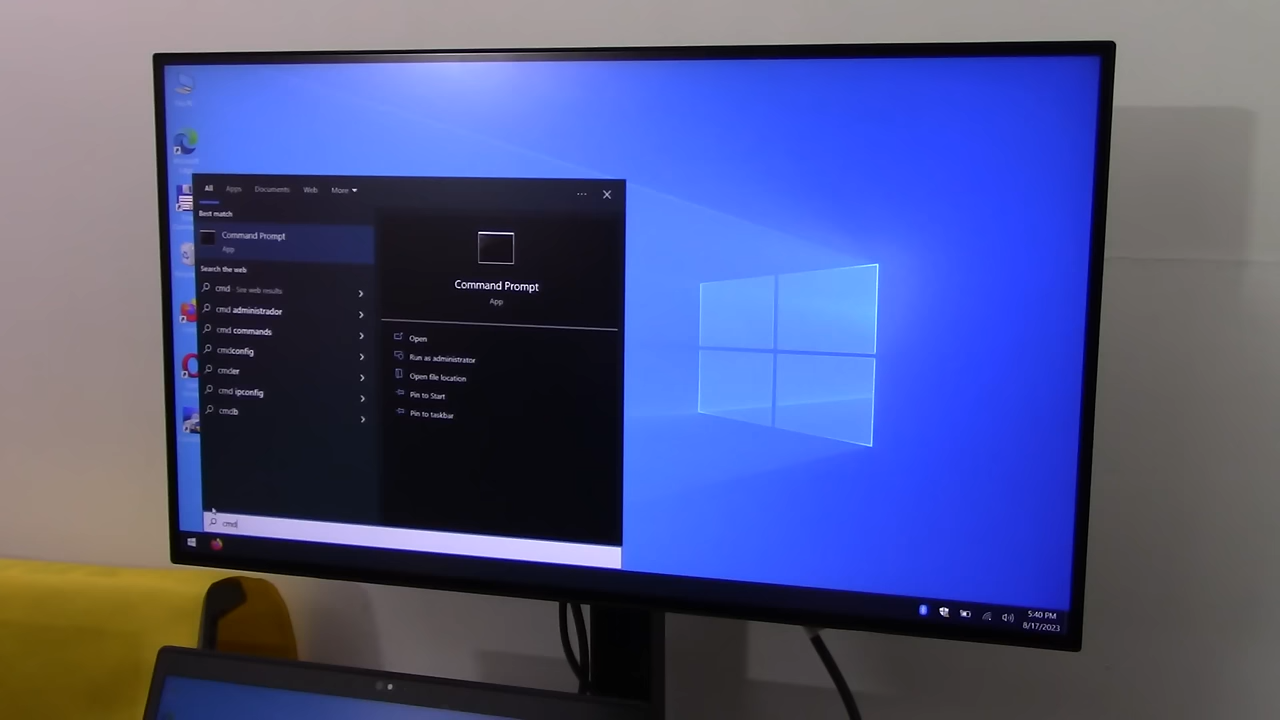 All Apps Documents Web More
Best match
Command Prompt
App
Search the web
cmd - See web results
cmd administrador
cmd commands
cmdconfig
cmder
cmd ipconfig
cmdb
Command Prompt
App
Open
Run as administrator
Open file location
Pin to Start
Pin to taskbar
cmd
5:40 PM
8/17/2023